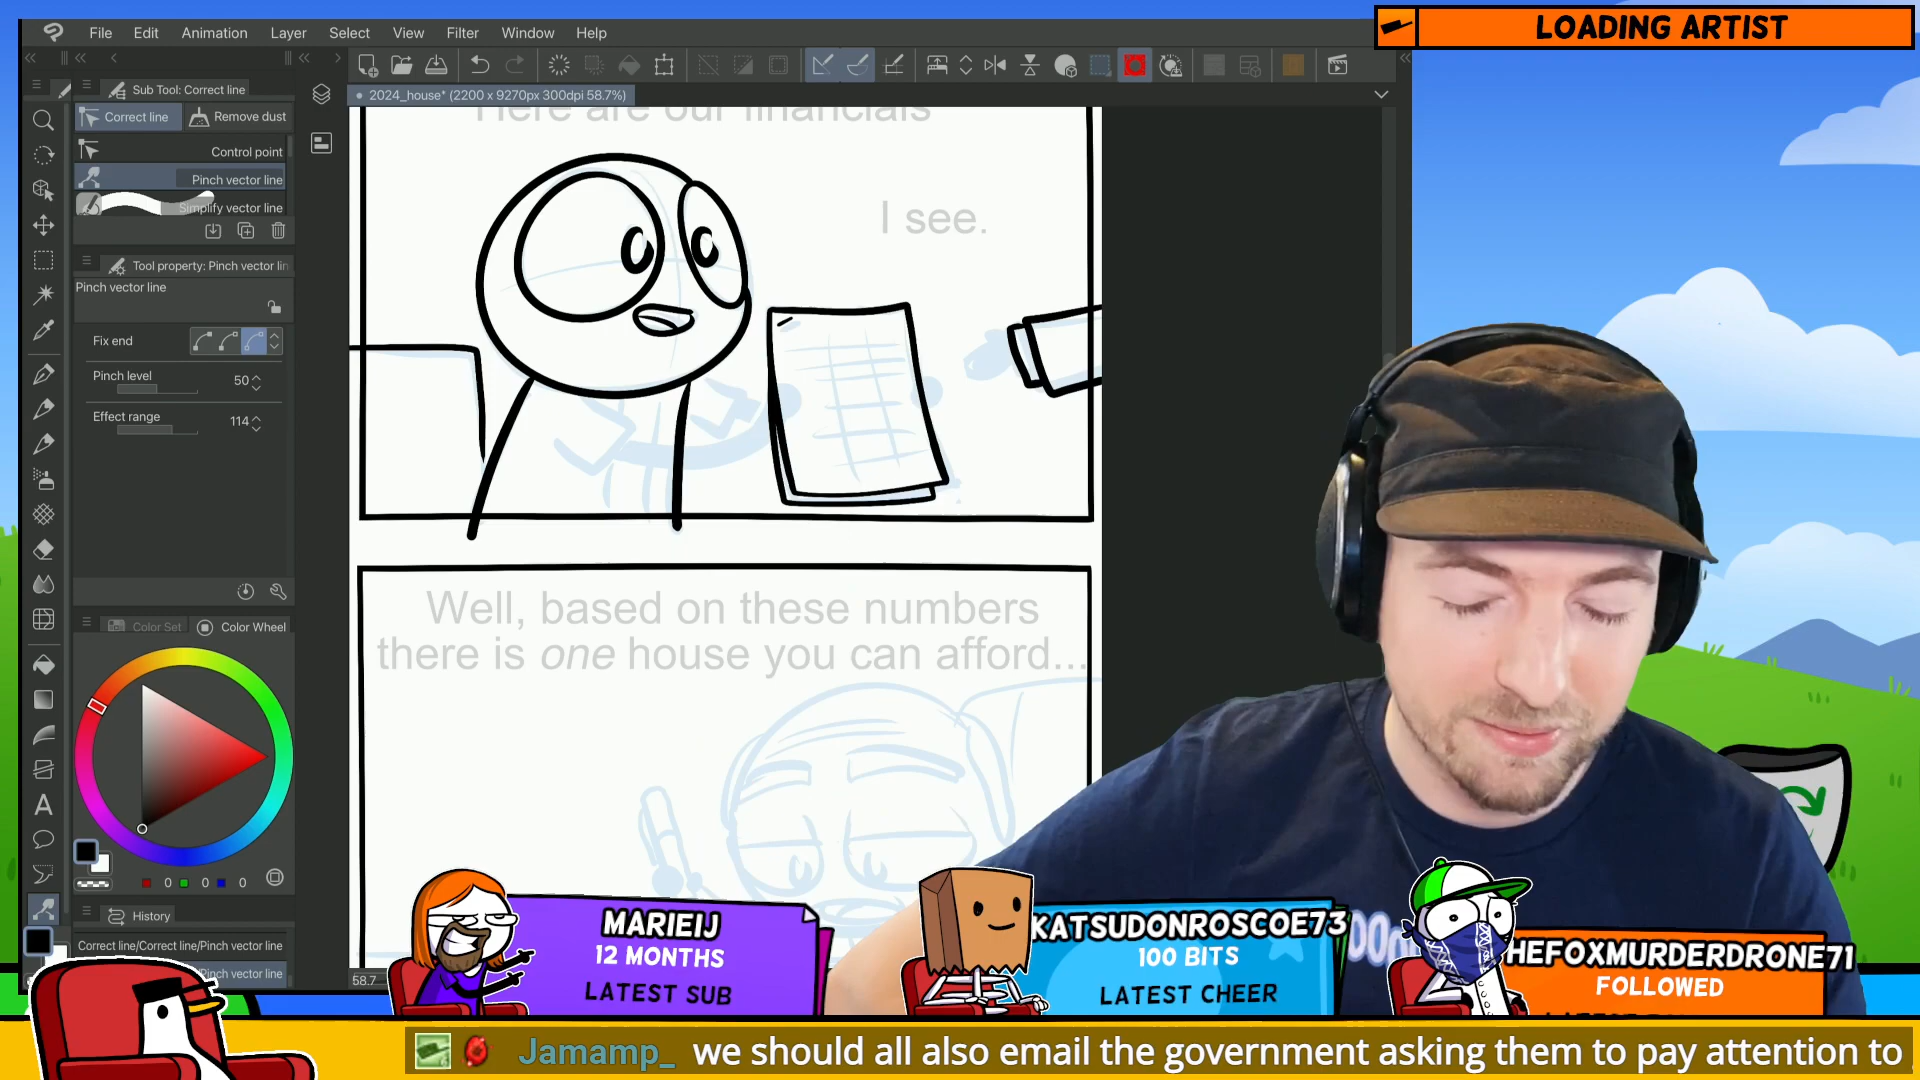 LOADING ARTIST
File Edit Animation Layer Select View Filter Window Help
Sub Tool: Correct line
2024_house* (2200 x 9270px 300dpi 58.7%)
Correct line
Remove dust
Control point
Pinch vector line
Simplify vector line
Tool property: Pinch vector lin
Pinch vector line
Fix end
Pinch level 50
Effect range 114
Color Set
Color Wheel
0 0 0
History
Correct line/Correct line/Pinch vector line
/Pinch vector line
58.7
A
Here are our financials
I see.
Well, based on these numbers
there is one house you can afford...
MARIEIJ
12 MONTHS
LATEST SUB
KATSUDONROSCOE73
100 BITS
LATEST CHEER
HEFOXMURDERDRONE71
FOLLOWED
Jamamp_ we should all also email the government asking them to pay attention to